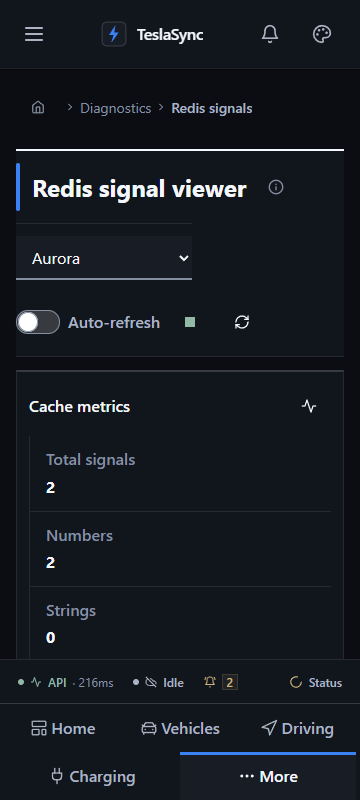 TeslaSync
Diagnostics Redis signals
Redis signal viewer
Aurora
Auto-refresh
Cache metrics
Total signals
2
Numbers
2
Strings
0
API · 216ms Idle 2 Status
Home Vehicles Driving
Charging More